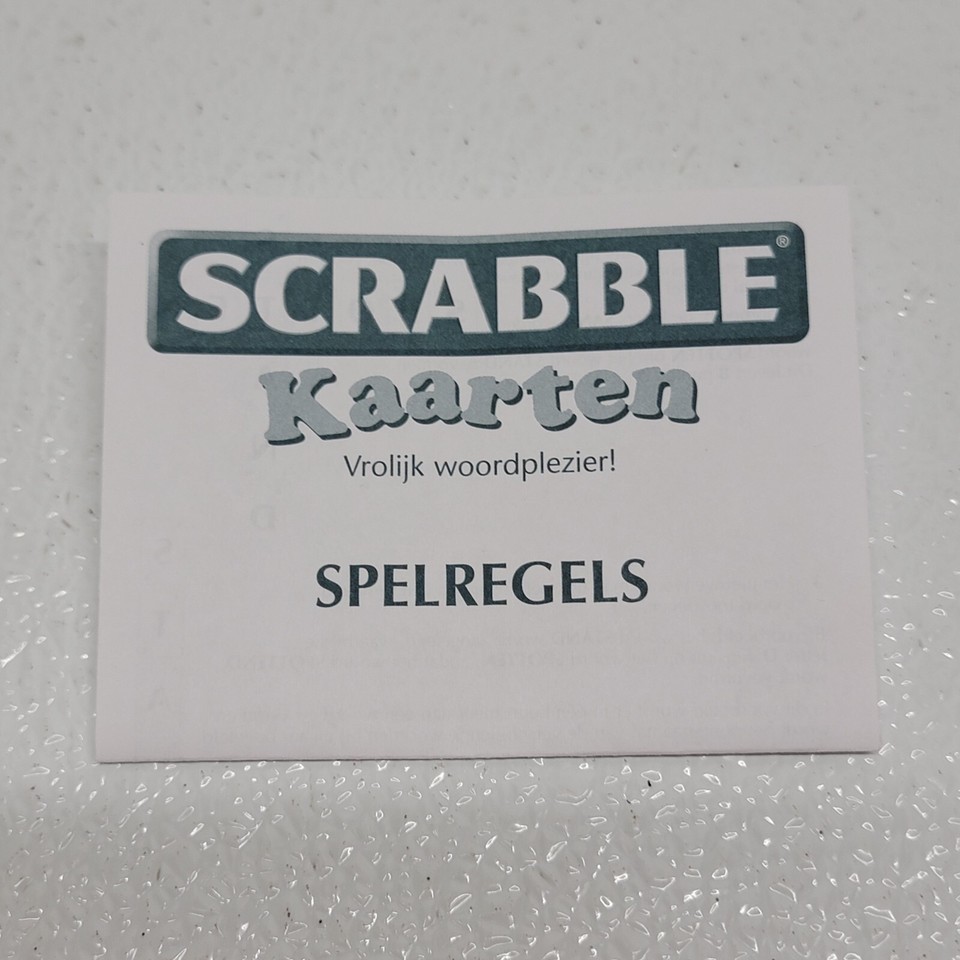 SCRABBLE®
Kaarten
Vrolijk woordplezier!
SPELREGELS